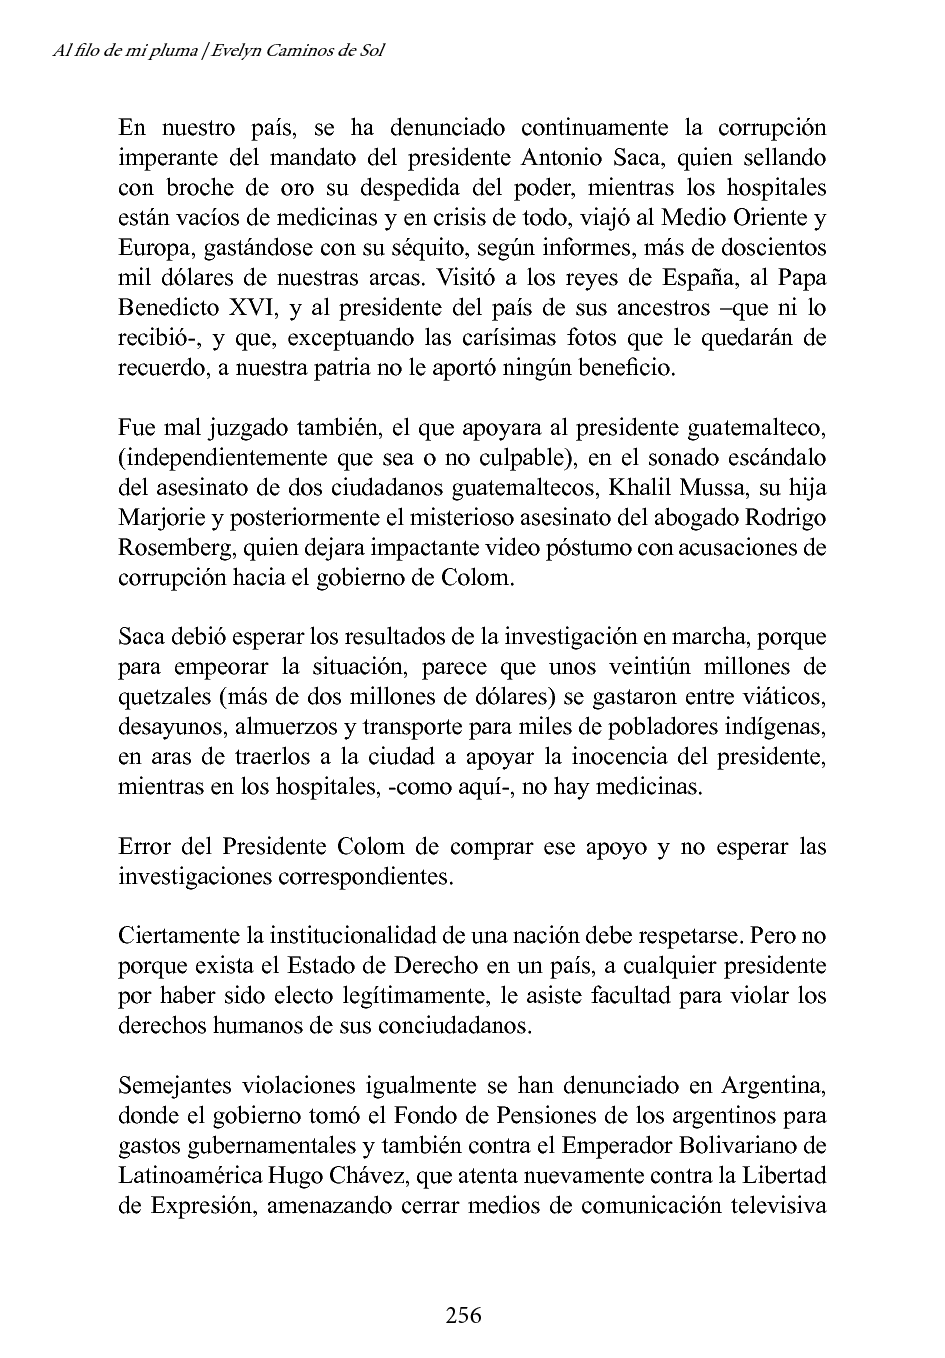 Al filo de mi pluma | Evelyn Caminos de Sol
En nuestro país, se ha denunciado continuamente la corrupción
imperante del mandato del presidente Antonio Saca, quien sellando
con broche de oro su despedida del poder, mientras los hospitales
están vacíos de medicinas y en crisis de todo, viajó al Medio Oriente y
Europa, gastándose con su séquito, según informes, más de doscientos
mil dólares de nuestras arcas. Visitó a los reyes de España, al Papa
Benedicto XVI, y al presidente del país de sus ancestros –que ni lo
recibió-, y que, exceptuando las carísimas fotos que le quedarán de
recuerdo, a nuestra patria no le aportó ningún beneficio.
Fue mal juzgado también, el que apoyara al presidente guatemalteco,
(independientemente que sea o no culpable), en el sonado escándalo
del asesinato de dos ciudadanos guatemaltecos, Khalil Mussa, su hija
Marjorie y posteriormente el misterioso asesinato del abogado Rodrigo
Rosemberg, quien dejara impactante video póstumo con acusaciones de
corrupción hacia el gobierno de Colom.
Saca debió esperar los resultados de la investigación en marcha, porque
para empeorar la situación, parece que unos veintiún millones de
quetzales (más de dos millones de dólares) se gastaron entre viáticos,
desayunos, almuerzos y transporte para miles de pobladores indígenas,
en aras de traerlos a la ciudad a apoyar la inocencia del presidente,
mientras en los hospitales, -como aquí-, no hay medicinas.
Error del Presidente Colom de comprar ese apoyo y no esperar las
investigaciones correspondientes.
Ciertamente la institucionalidad de una nación debe respetarse. Pero no
porque exista el Estado de Derecho en un país, a cualquier presidente
por haber sido electo legítimamente, le asiste facultad para violar los
derechos humanos de sus conciudadanos.
Semejantes violaciones igualmente se han denunciado en Argentina,
donde el gobierno tomó el Fondo de Pensiones de los argentinos para
gastos gubernamentales y también contra el Emperador Bolivariano de
Latinoamérica Hugo Chávez, que atenta nuevamente contra la Libertad
de Expresión, amenazando cerrar medios de comunicación televisiva
256